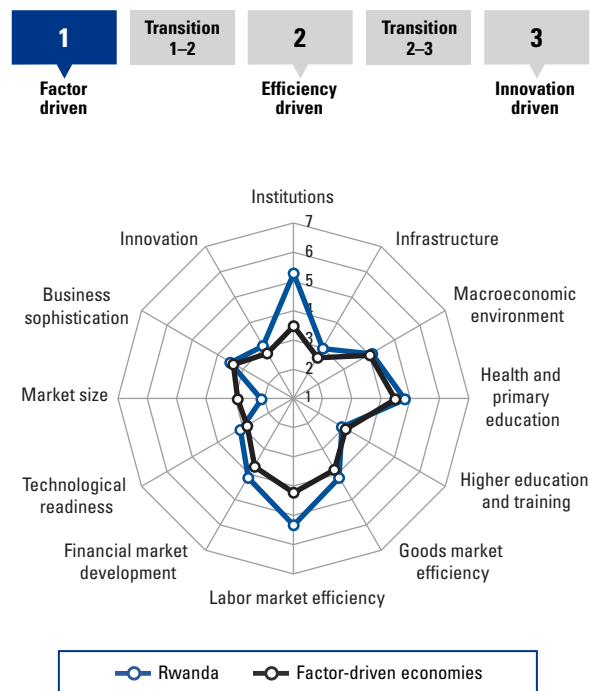 1
Transition
1–2
2
Transition
2–3
3
Factor
driven
Efficiency
driven
Innovation
driven
Institutions
7
6
5
4
3
2
1
Infrastructure
Macroeconomic
environment
Health and
primary
education
Higher education
and training
Goods market
efficiency
Labor market efficiency
Financial market
development
Technological
readiness
Market size
Business
sophistication
Innovation
Rwanda
Factor-driven economies